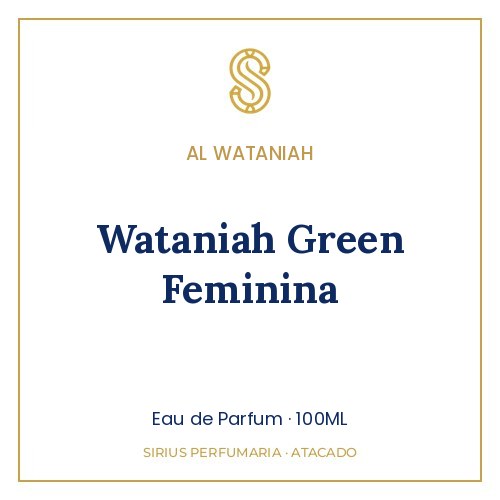 AL WATANIAH
Wataniah Green
Feminina
Eau de Parfum · 100ML
SIRIUS PERFUMARIA · ATACADO